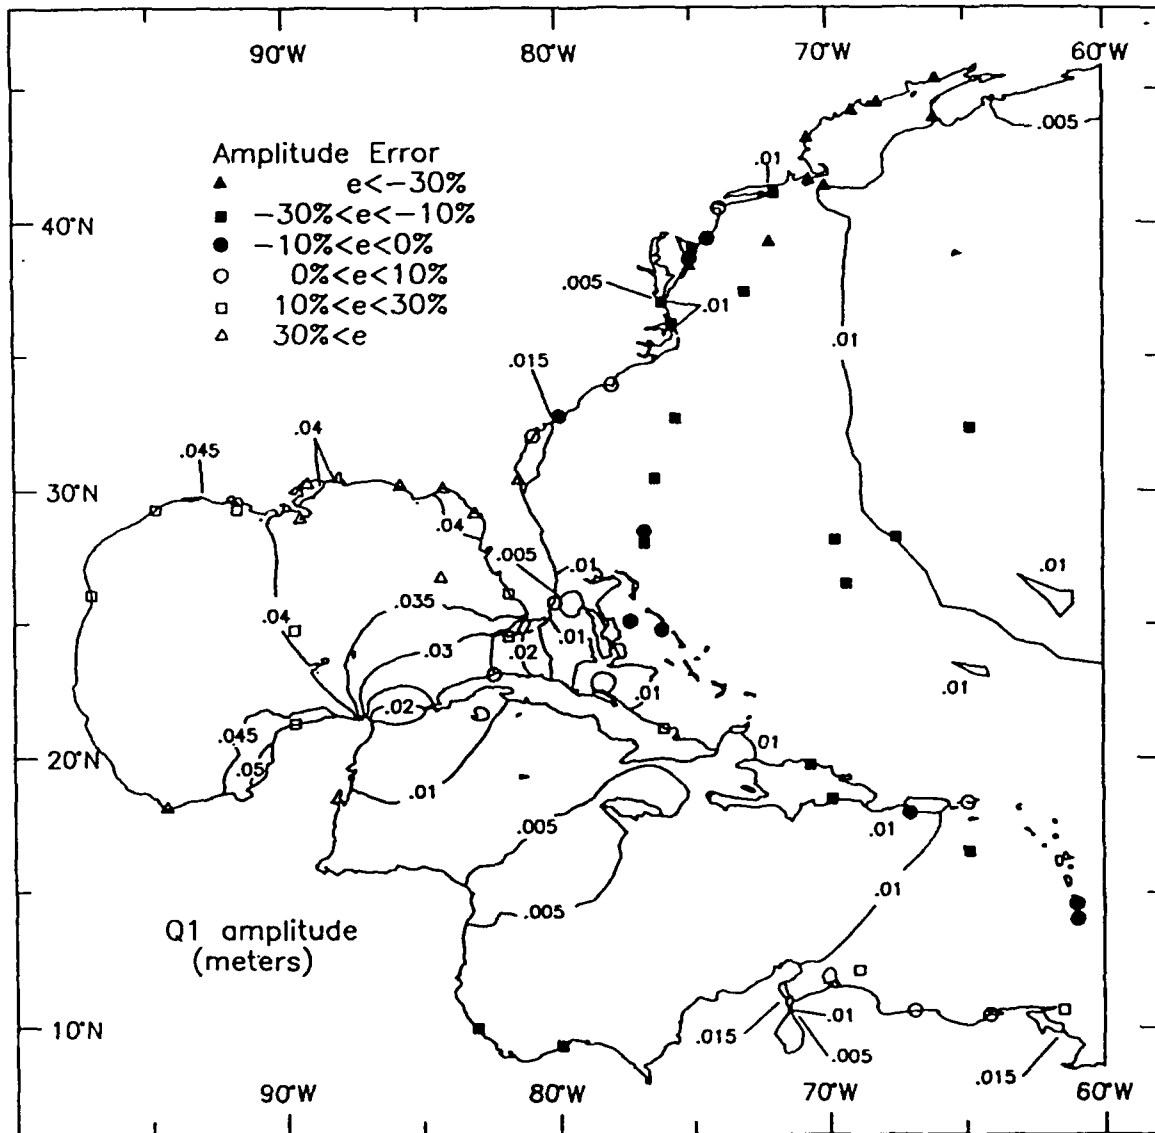 90°W 80°W 70°W 60°W
.005
Amplitude Error
e<-30%
-30%<e<-10%
-10%<e<0%
0%<e<10%
10%<e<30%
30%<e
.01
40°N
.005
.01
.01
.015
.04
.045
30°N
.04
.005
.01
.01
.035
.04
.01
.03
.02
.01
.01
.02
.045
.01
20°N
.05
.01
.005
.01
.01
.005
Q1 amplitude
(meters)
10°N
.015
.01
.005
.015
90°W 80°W 70°W 60°W